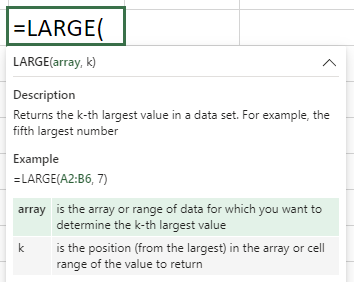 =LARGE(
LARGE(array, k)
Description
Returns the k-th largest value in a data set. For example, the
fifth largest number
Example
=LARGE(A2:B6, 7)
array is the array or range of data for which you want to
determine the k-th largest value
k is the position (from the largest) in the array or cell
range of the value to return